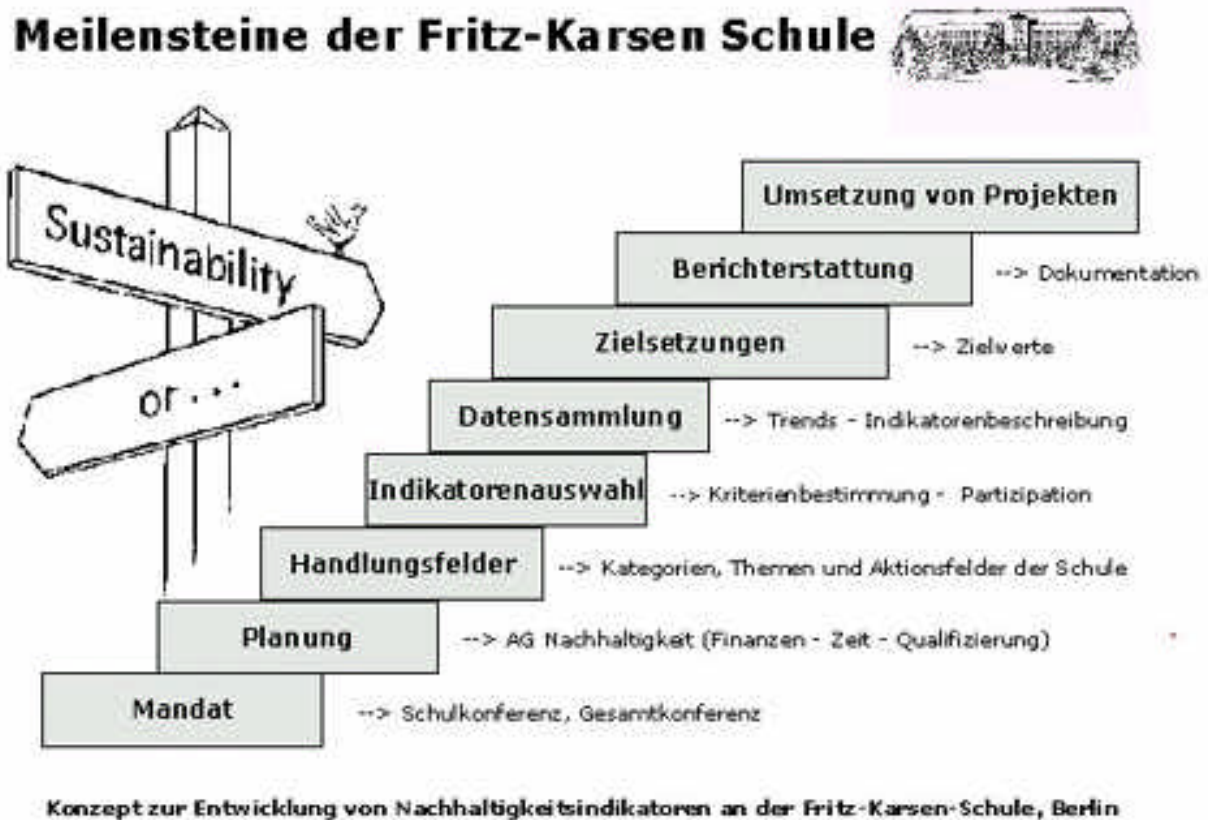 Meilensteine der Fritz-Karsen Schule
Sustainability
or...
Umsetzung von Projekten
Berichterstattung --> Dokumentation
Zielsetzungen --> Zielwerte
Datensammlung --> Trends - Indikatorenbeschreibung
Indikatorenauswahl --> Kriterienbestimmung - Partizipation
Handlungsfelder --> Kategorien, Themen und Aktionsfelder der Schule
Planung --> AG Nachhaltigkeit (Finanzen - Zeit - Qualifizierung)
Mandat --> Schulkonferenz, Gesamtkonferenz
Konzept zur Entwicklung von Nachhaltigkeitsindikatoren an der Fritz-Karsen-Schule, Berlin